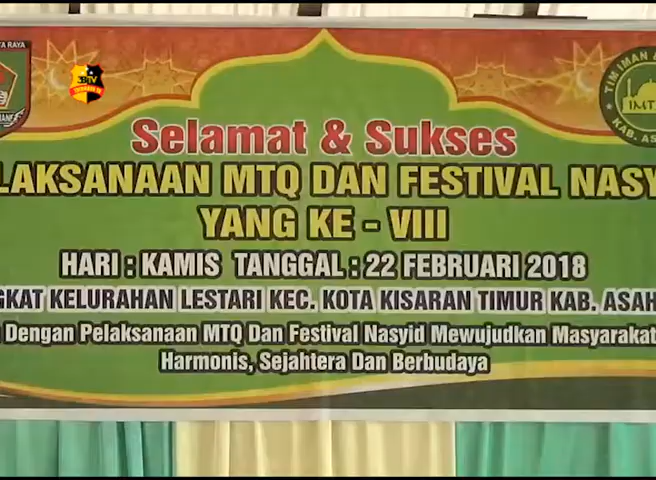 Selamat & Sukses
PELAKSANAAN MTQ DAN FESTIVAL NASY
YANG KE - VIII
HARI : KAMIS TANGGAL : 22 FEBRUARI 2018
GKAT KELURAHAN LESTARI KEC. KOTA KISARAN TIMUR KAB. ASAH
Dengan Pelaksanaan MTQ Dan Festival Nasyid Mewujudkan Masyarakat
Harmonis, Sejahtera Dan Berbudaya